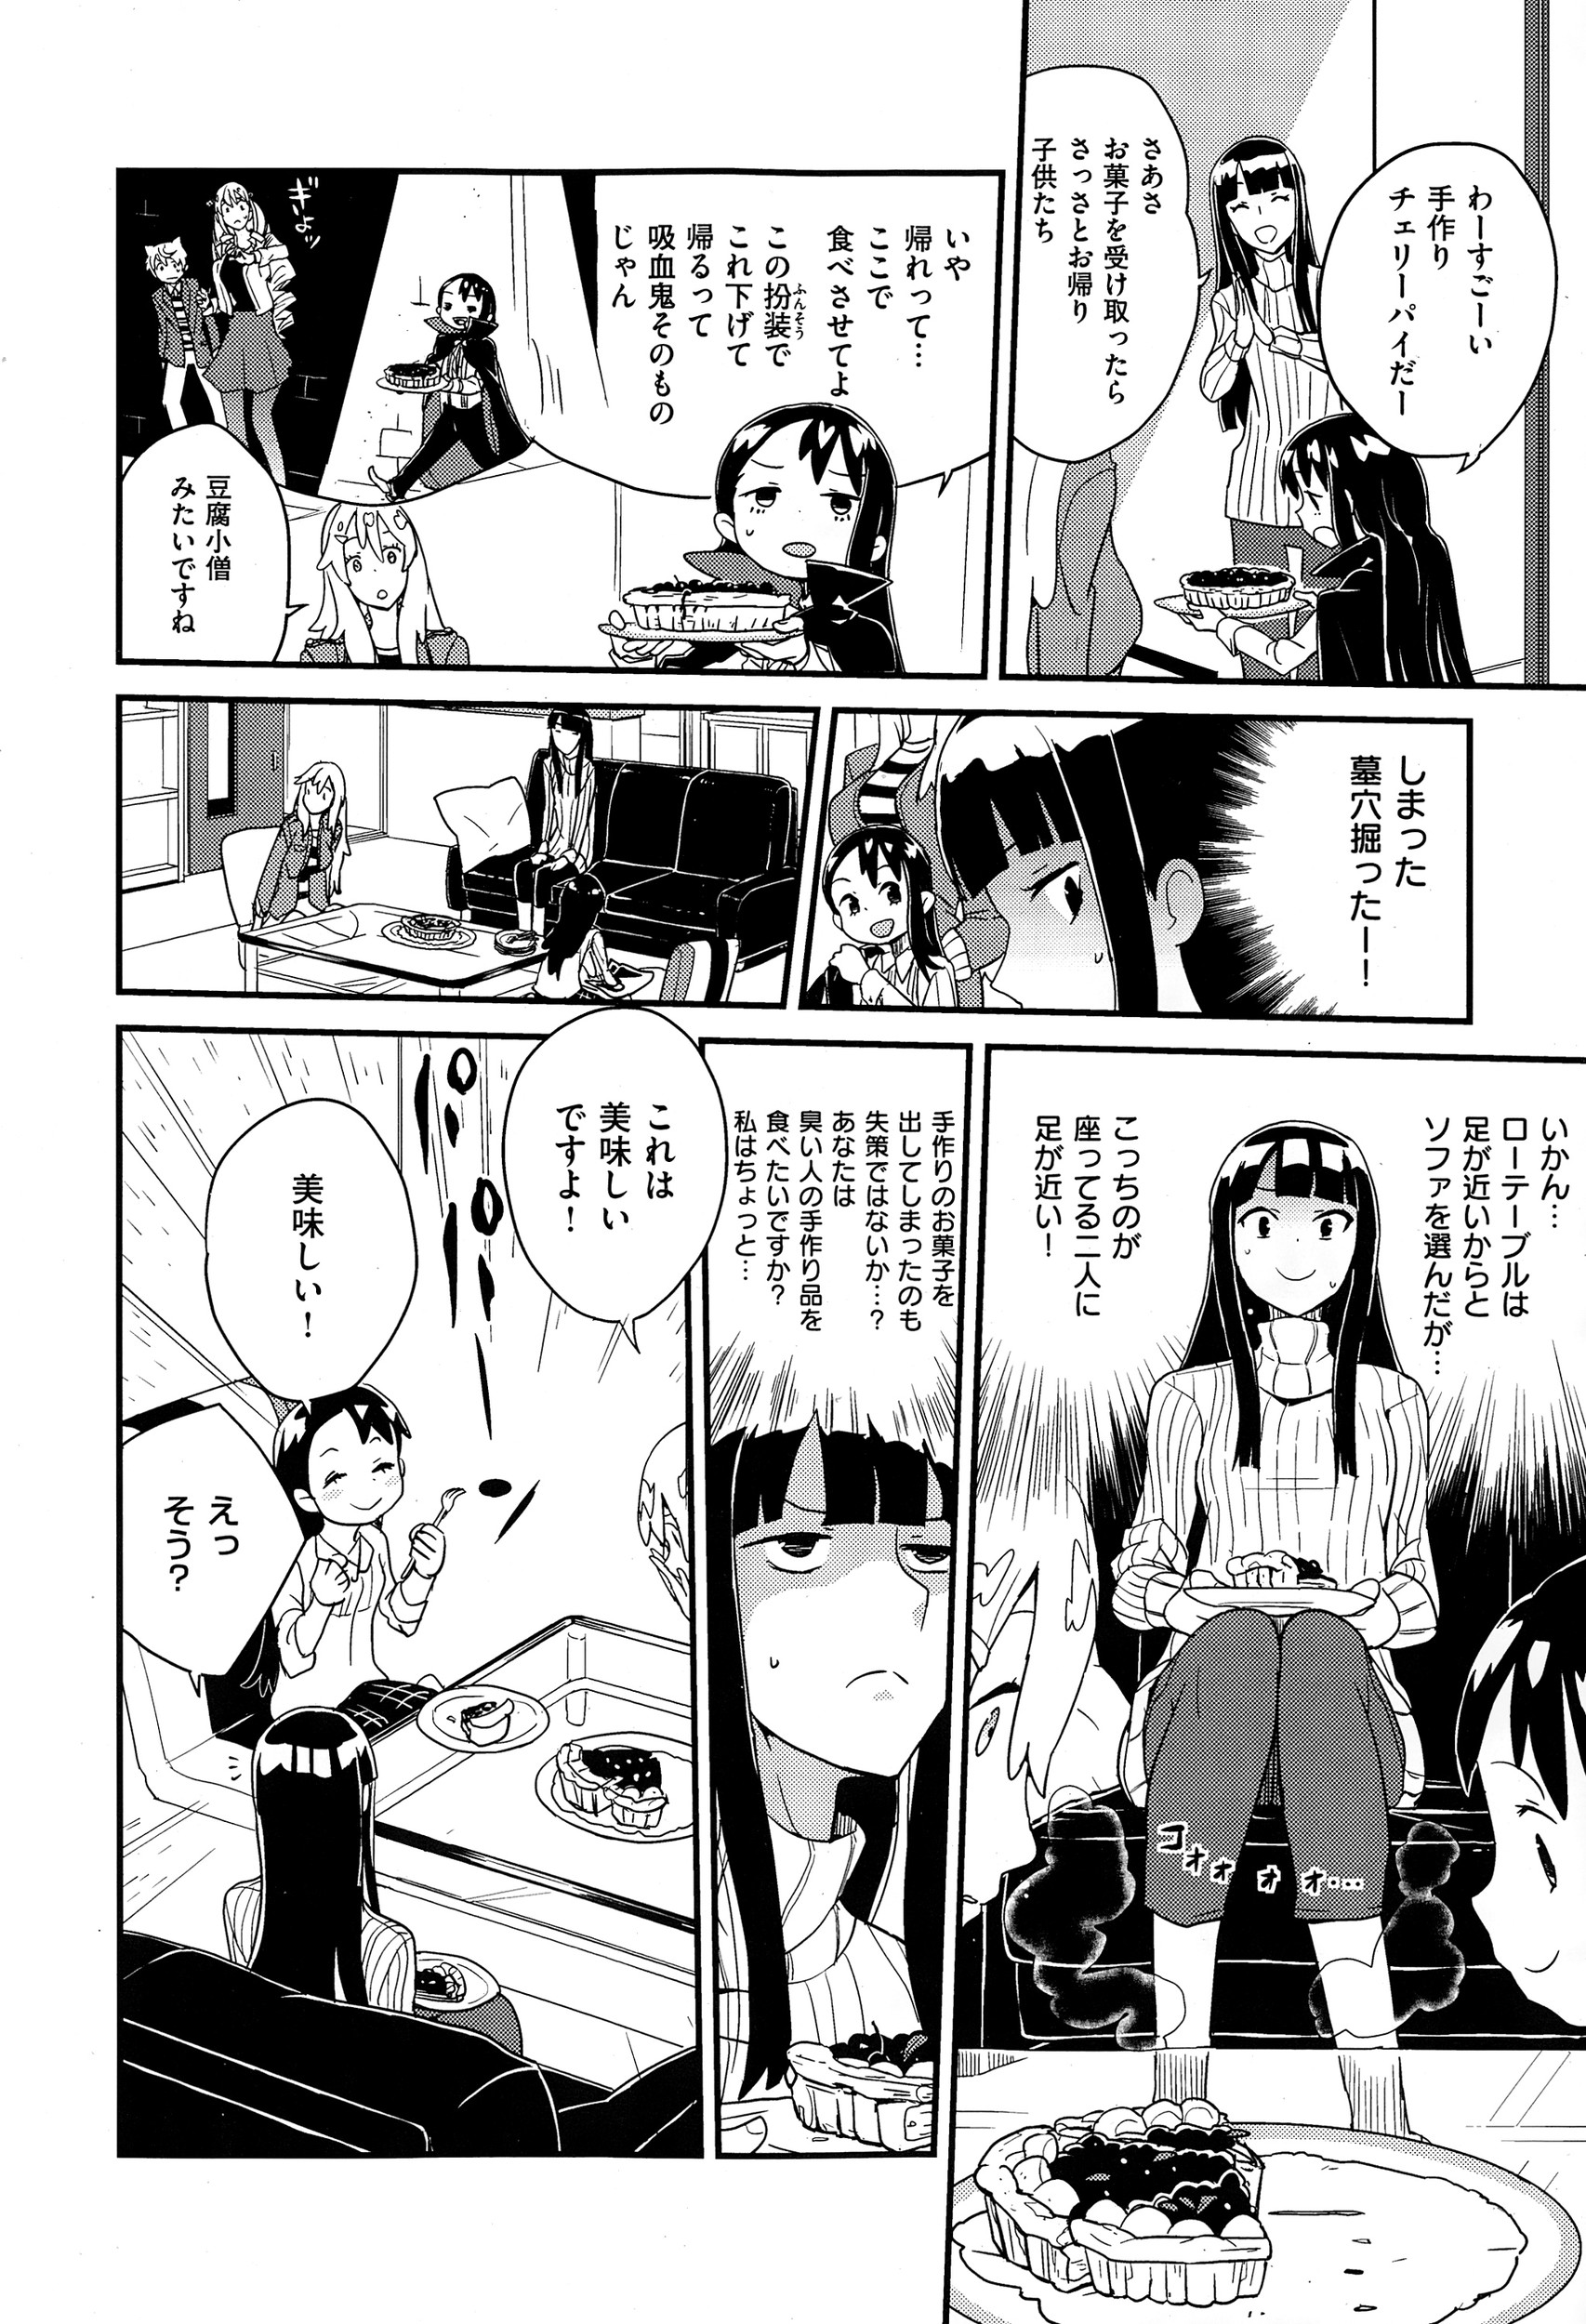 わーすごーい
手作り
チェリーパイだー
さあさ
お菓子を受け取ったら
さっさとお帰り
子供たち
いや
帰れって…
ここで
食べさせてよ
この扮装で
ふんそう
これ下げて
帰るって
吸血鬼そのもの
じゃん
ぎょッ
豆腐小僧
みたいですね
しまった
墓穴掘ったー！
いかん…
ローテーブルは
足が近いからと
ソファを選んだが…
こっちのが
座ってる二人に
足が近い！
コォォォォ…
手作りのお菓子を
出してしまったのも
失策ではないか…？
あなたは
臭い人の手作り品を
食べたいですか？
私はちょっと…
これは
美味しい
ですよ！
美味しい！
えっ
そう？